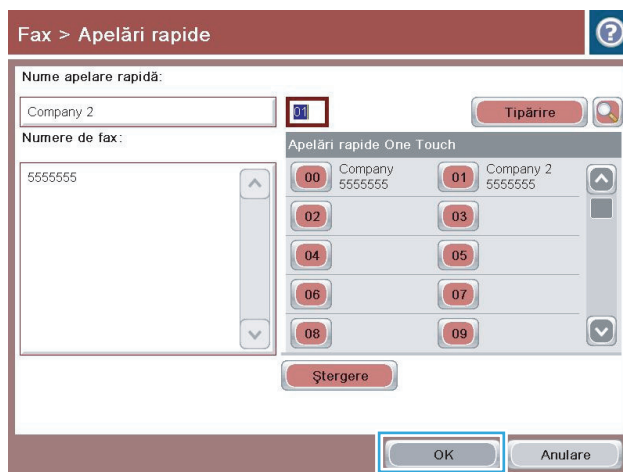 Fax > Apelări rapide
Nume apelare rapidă:
Company 2
01
Tipărire
Numere de fax:
5555555
Apelări rapide One Touch
00 Company 5555555 01 Company 2 5555555
02 03
04 05
06 07
08 09
Ştergere
OK Anulare